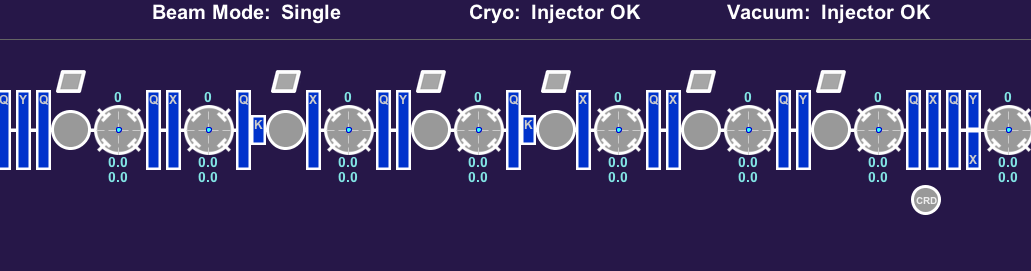 Beam Mode: Single Cryo: Injector OK Vacuum: Injector OK
0 0 0 0 0 0 0
Q Y Q Q X Q X Q Y Q X Q X Q Y Q X Q Y
K K
X
0.0 0.0 0.0 0.0 0.0 0.0 0.0 0.0
0.0 0.0 0.0 0.0 0.0 0.0 0.0 0.0
CRD